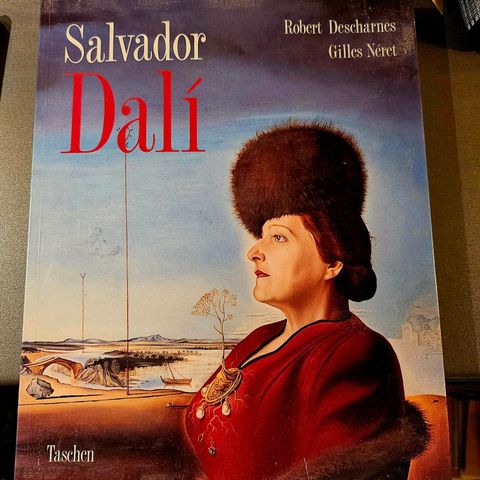 Salvador
Dalí
Robert Descharnes
Gilles Néret
Taschen